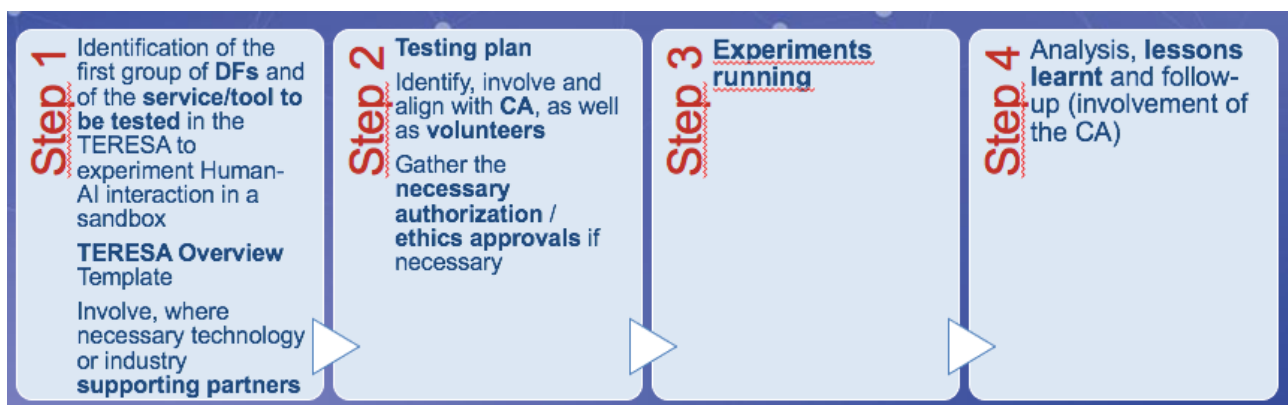 Step 1
Identification of the
first group of DFs and
of the service/tool to
be tested in the
TERESA to
experiment Human-
AI interaction in a
sandbox
TERESA Overview
Template
Involve, where
necessary technology
or industry
supporting partners
Step 2
Testing plan
Identify, involve and
align with CA, as well
as volunteers
Gather the
necessary
authorization /
ethics approvals if
necessary
Step 3
Experiments
running
Step 4
Analysis, lessons
learnt and follow-
up (involvement of
the CA)